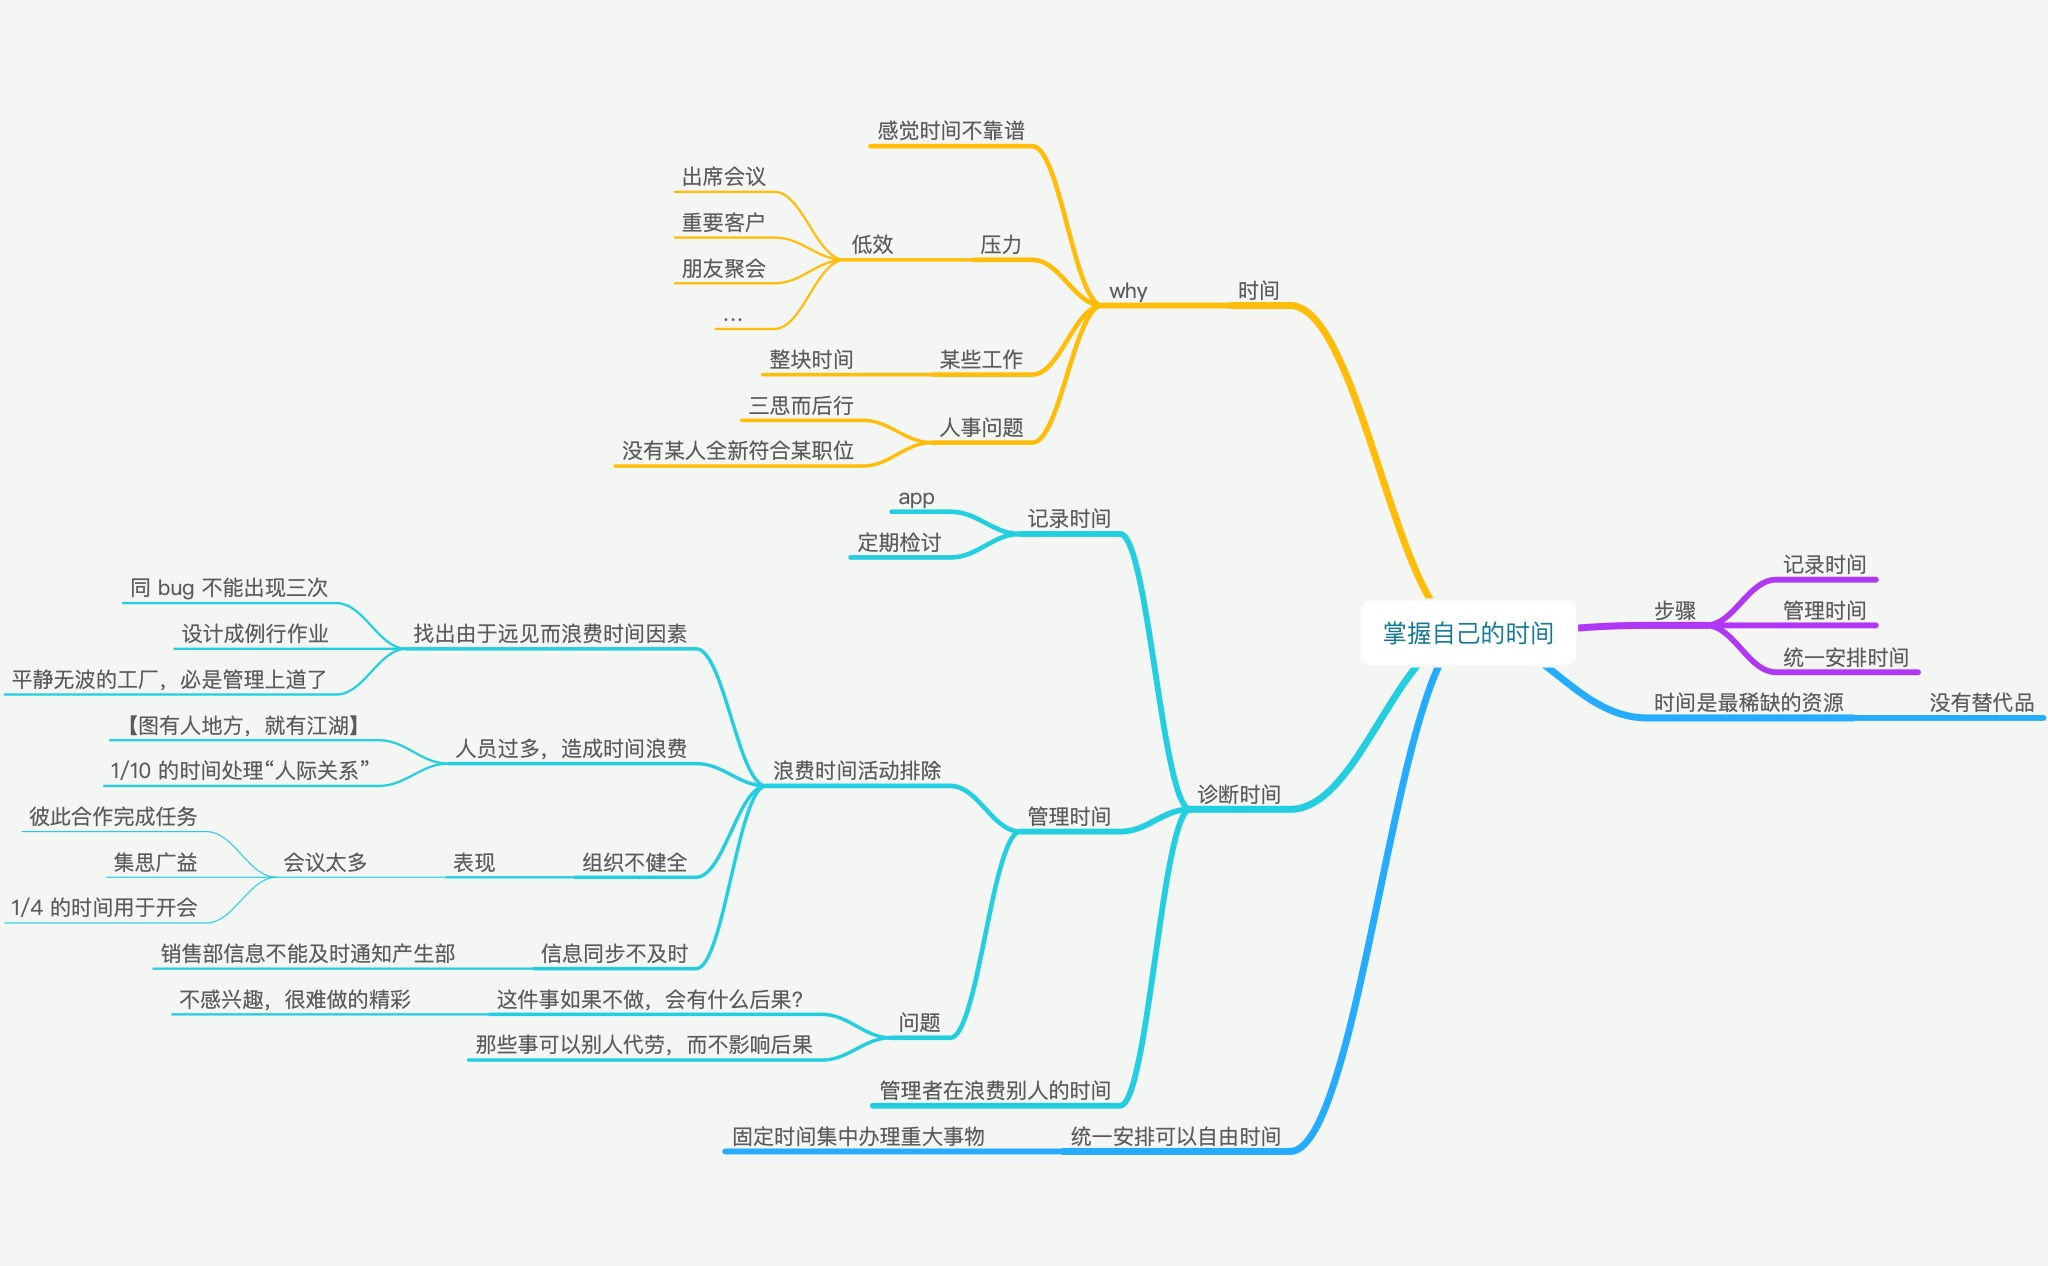 感觉时间不靠谱
出席会议
重要客户
朋友聚会
…
低效
压力
why
时间
整块时间
某些工作
三思而后行
没有某人全新符合某职位
人事问题
app
定期检讨
记录时间
同 bug 不能出现三次
设计成例行作业
平静无波的工厂，必是管理上道了
找出由于远见而浪费时间因素
【图有人地方，就有江湖】
1/10 的时间处理“人际关系”
人员过多，造成时间浪费
浪费时间活动排除
彼此合作完成任务
集思广益
1/4 的时间用于开会
会议太多
表现
组织不健全
销售部信息不能及时通知产生部
信息同步不及时
管理时间
诊断时间
不感兴趣，很难做的精彩
这件事如果不做，会有什么后果？
那些事可以别人代劳，而不影响后果
问题
管理者在浪费别人的时间
固定时间集中办理重大事物
统一安排可以自由时间
掌握自己的时间
步骤
记录时间
管理时间
统一安排时间
时间是最稀缺的资源
没有替代品